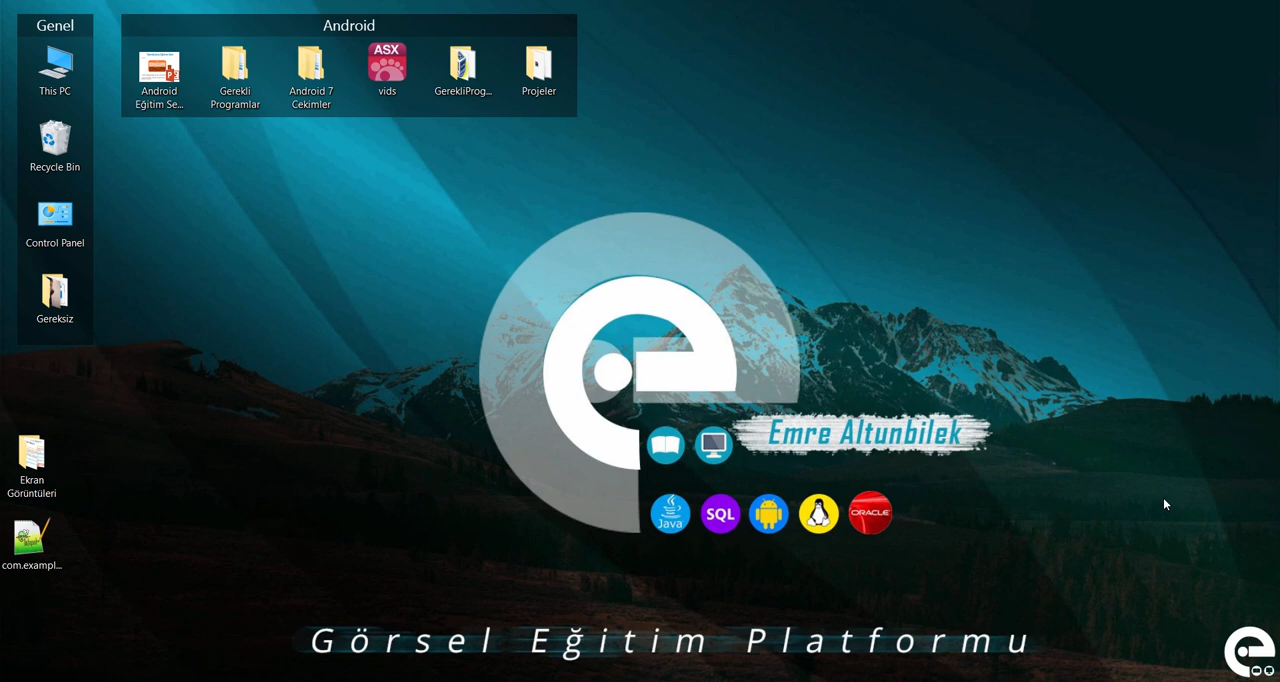 Genel
This PC
Recycle Bin
Control Panel
Gereksiz
Android
Android
Eğitim Se...
Gerekli
Programlar
Android 7
Cekimler
ASX
vids
GerekliProg...
Projeler
Ekran
Görüntüleri
com.exampl...
Emre Altunbilek
Java
SQL
ORACLE
Görsel Eğitim Platformu